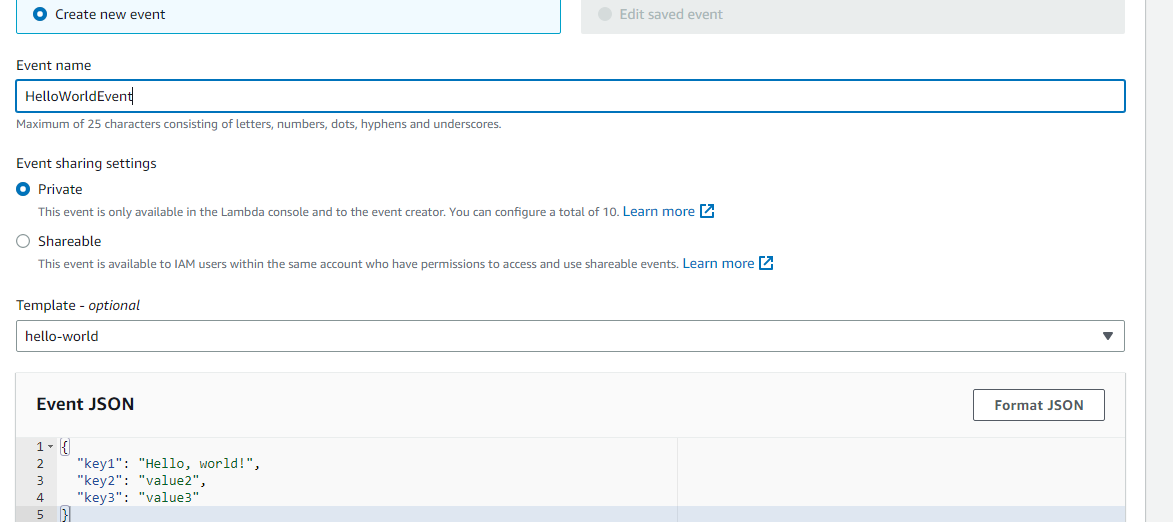 Create new event
Edit saved event
Event name
HelloWorldEvent
Maximum of 25 characters consisting of letters, numbers, dots, hyphens and underscores.
Event sharing settings
Private
This event is only available in the Lambda console and to the event creator. You can configure a total of 10. Learn more
Shareable
This event is available to IAM users within the same account who have permissions to access and use shareable events. Learn more
Template - optional
hello-world
Event JSON
Format JSON
1 {
2 "key1": "Hello, world!",
3 "key2": "value2",
4 "key3": "value3"
5 }